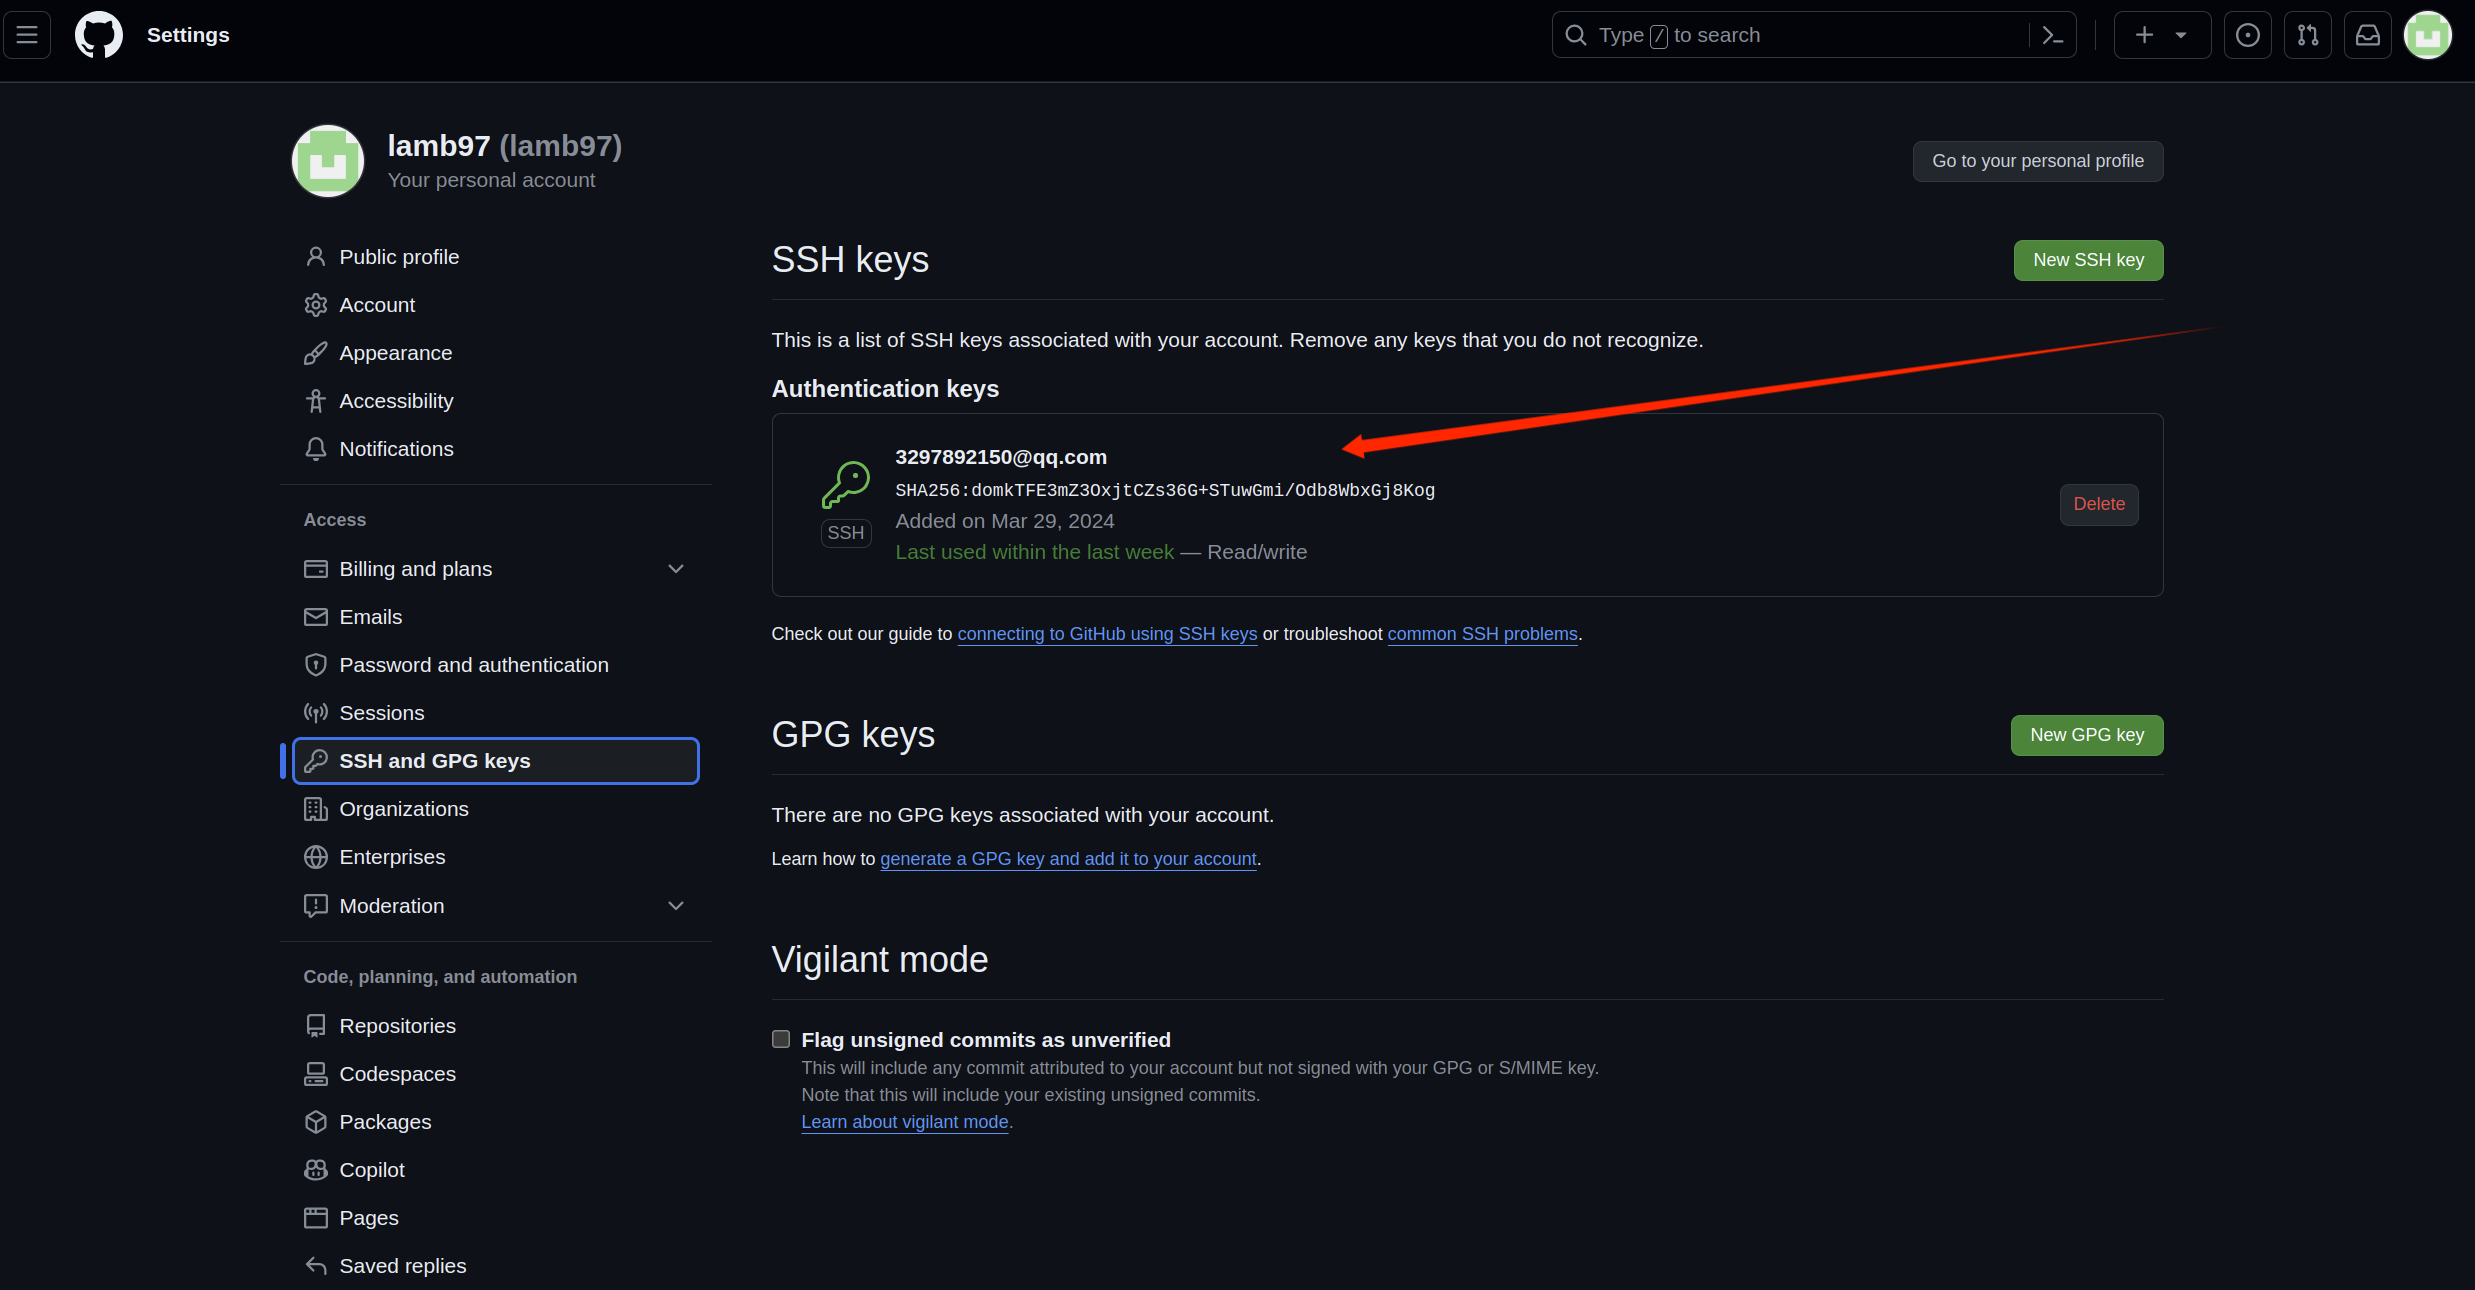 Settings
Type / to search
lamb97 (lamb97)
Your personal account
Go to your personal profile
Public profile
Account
Appearance
Accessibility
Notifications
Access
Billing and plans
Emails
Password and authentication
Sessions
SSH and GPG keys
Organizations
Enterprises
Moderation
Code, planning, and automation
Repositories
Codespaces
Packages
Copilot
Pages
Saved replies
SSH keys
New SSH key
This is a list of SSH keys associated with your account. Remove any keys that you do not recognize.
Authentication keys
3297892150@qq.com
SHA256:domkTFE3mZ3OxjtCZs36G+STuwGmi/Odb8WbxGj8Kog
Added on Mar 29, 2024
Last used within the last week — Read/write
SSH
Delete
Check out our guide to connecting to GitHub using SSH keys or troubleshoot common SSH problems.
GPG keys
New GPG key
There are no GPG keys associated with your account.
Learn how to generate a GPG key and add it to your account.
Vigilant mode
Flag unsigned commits as unverified
This will include any commit attributed to your account but not signed with your GPG or S/MIME key.
Note that this will include your existing unsigned commits.
Learn about vigilant mode.